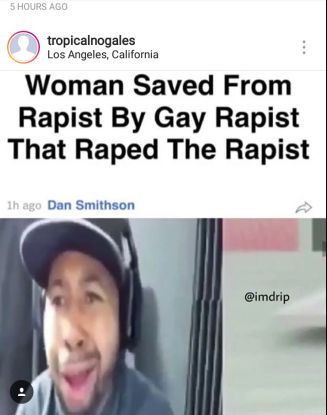 5 HOURS AGO
tropicalnogales
Los Angeles, California
Woman Saved From
Rapist By Gay Rapist
That Raped The Rapist
1h ago Dan Smithson
@imdrip